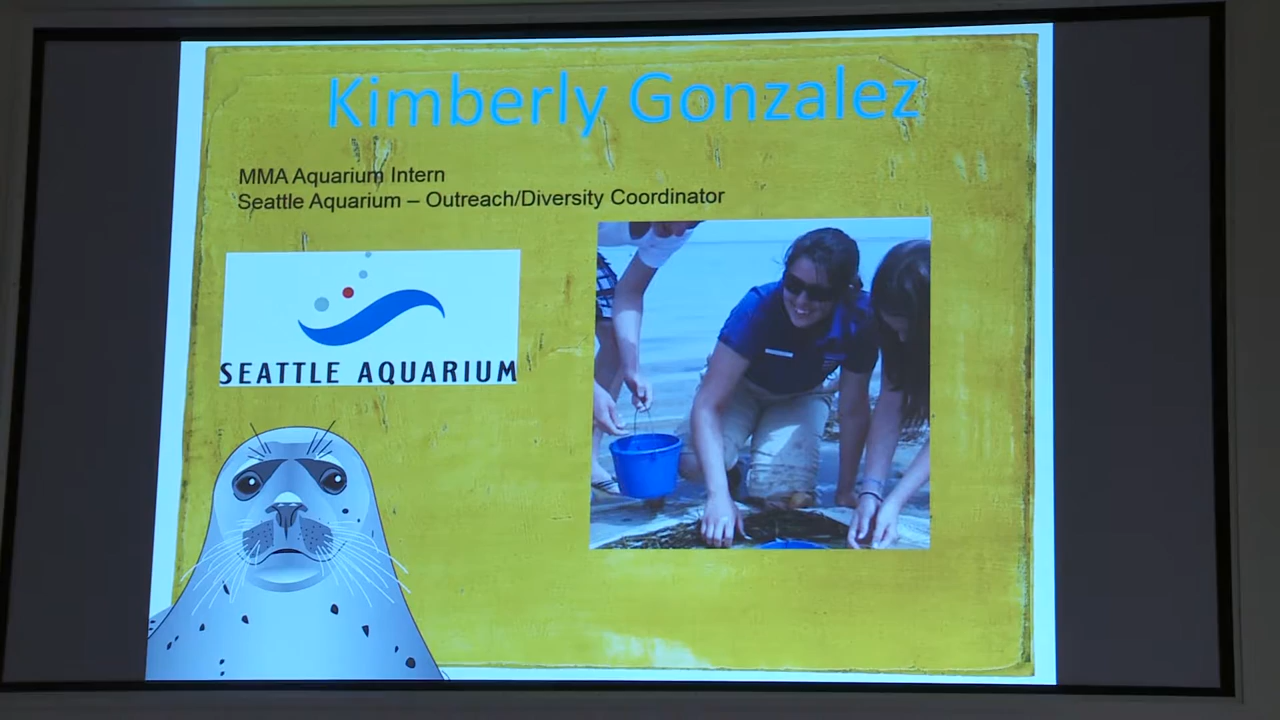 Kimberly Gonzalez
MMA Aquarium Intern
Seattle Aquarium – Outreach/Diversity Coordinator
SEATTLE AQUARIUM